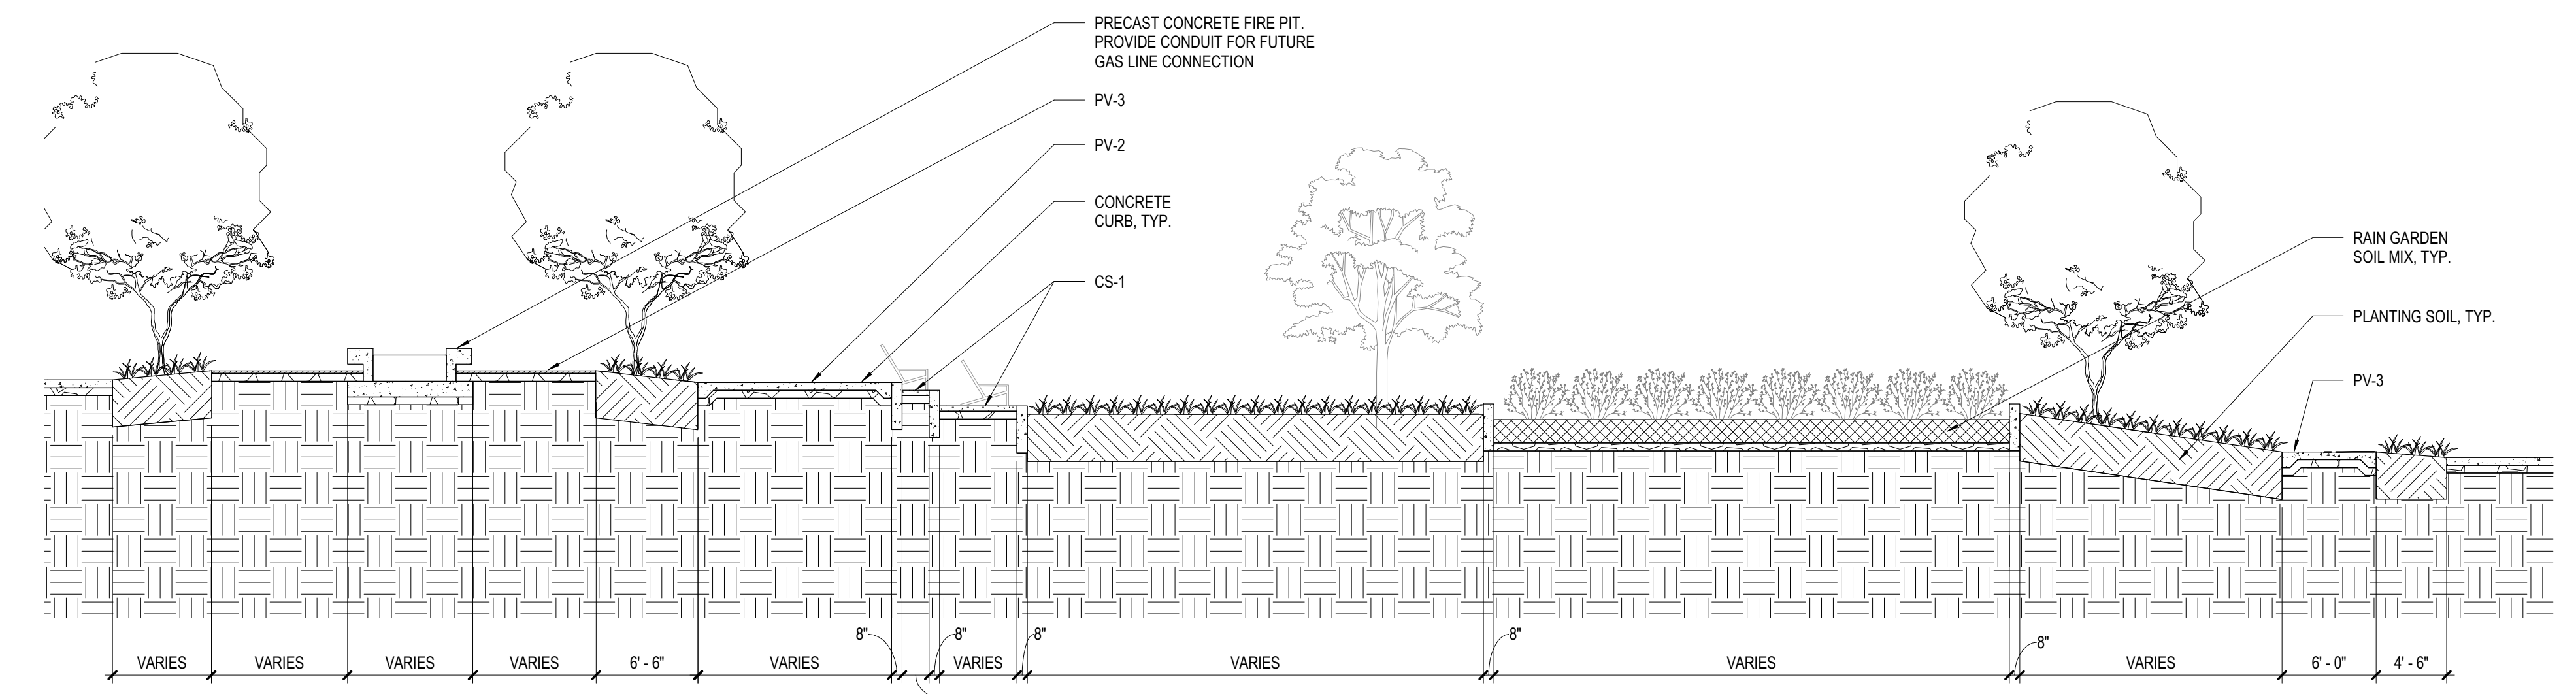 PRECAST CONCRETE FIRE PIT.
PROVIDE CONDUIT FOR FUTURE
GAS LINE CONNECTION
PV-3
PV-2
CONCRETE
CURB, TYP.
CS-1
RAIN GARDEN
SOIL MIX, TYP.
PLANTING SOIL, TYP.
PV-3
8"
8"
8"
8"
8"
VARIES
VARIES
VARIES
VARIES
6' - 6"
VARIES
VARIES
VARIES
VARIES
VARIES
6' - 0"
4' - 6"